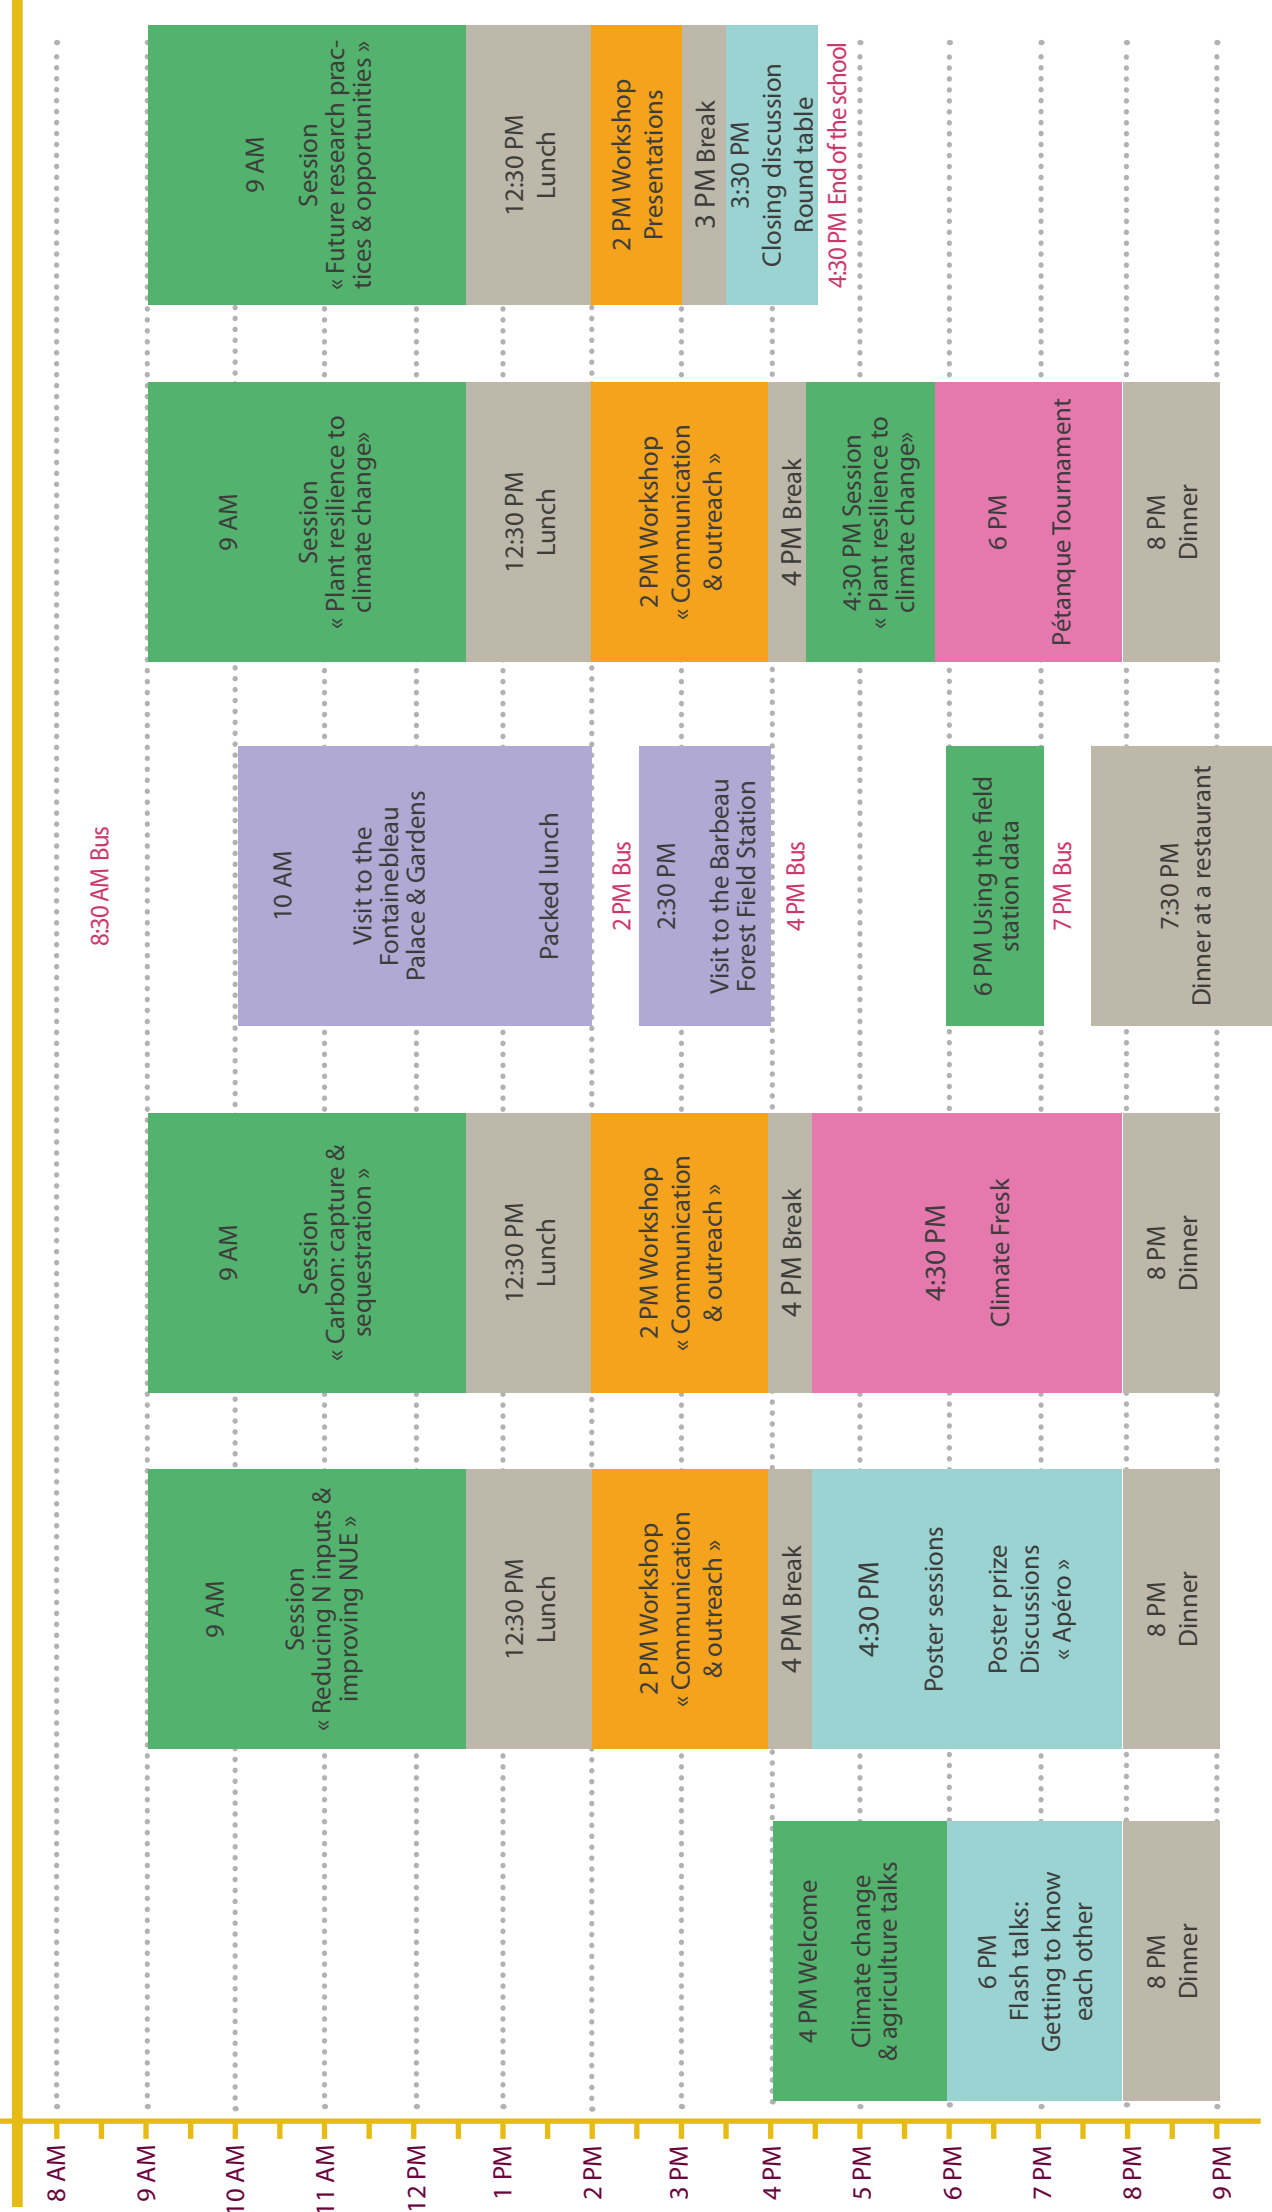 8 AM
9 AM
10 AM
11 AM
12 PM
1 PM
2 PM
3 PM
4 PM
5 PM
6 PM
7 PM
8 PM
9 PM
4 PM Welcome
Climate change
& agriculture talks
6 PM
Flash talks:
Getting to know
each other
8 PM
Dinner
9 AM
Session
« Reducing N inputs &
improving NUE »
12:30 PM
Lunch
2 PM Workshop
« Communication
& outreach »
4 PM Break
4:30 PM
Poster sessions
Poster prize
Discussions
« Apéro »
8 PM
Dinner
9 AM
Session
« Carbon: capture &
sequestration »
12:30 PM
Lunch
2 PM Workshop
« Communication
& outreach »
4 PM Break
4:30 PM
Climate Fresk
8 PM
Dinner
8:30 AM Bus
10 AM
Visit to the
Fontainebleau
Palace & Gardens
Packed lunch
2 PM Bus
2:30 PM
Visit to the Barbeau
Forest Field Station
4 PM Bus
6 PM Using the field
station data
7 PM Bus
7:30 PM
Dinner at a restaurant
9 AM
Session
« Plant resilience to
climate change»
12:30 PM
Lunch
2 PM Workshop
« Communication
& outreach »
4 PM Break
4:30 PM Session
« Plant resilience to
climate change»
6 PM
Pétanque Tournament
8 PM
Dinner
9 AM
Session
« Future research prac-
tices & opportunities »
12:30 PM
Lunch
2 PM Workshop
Presentations
3 PM Break
3:30 PM
Closing discussion
Round table
4:30 PM End of the school